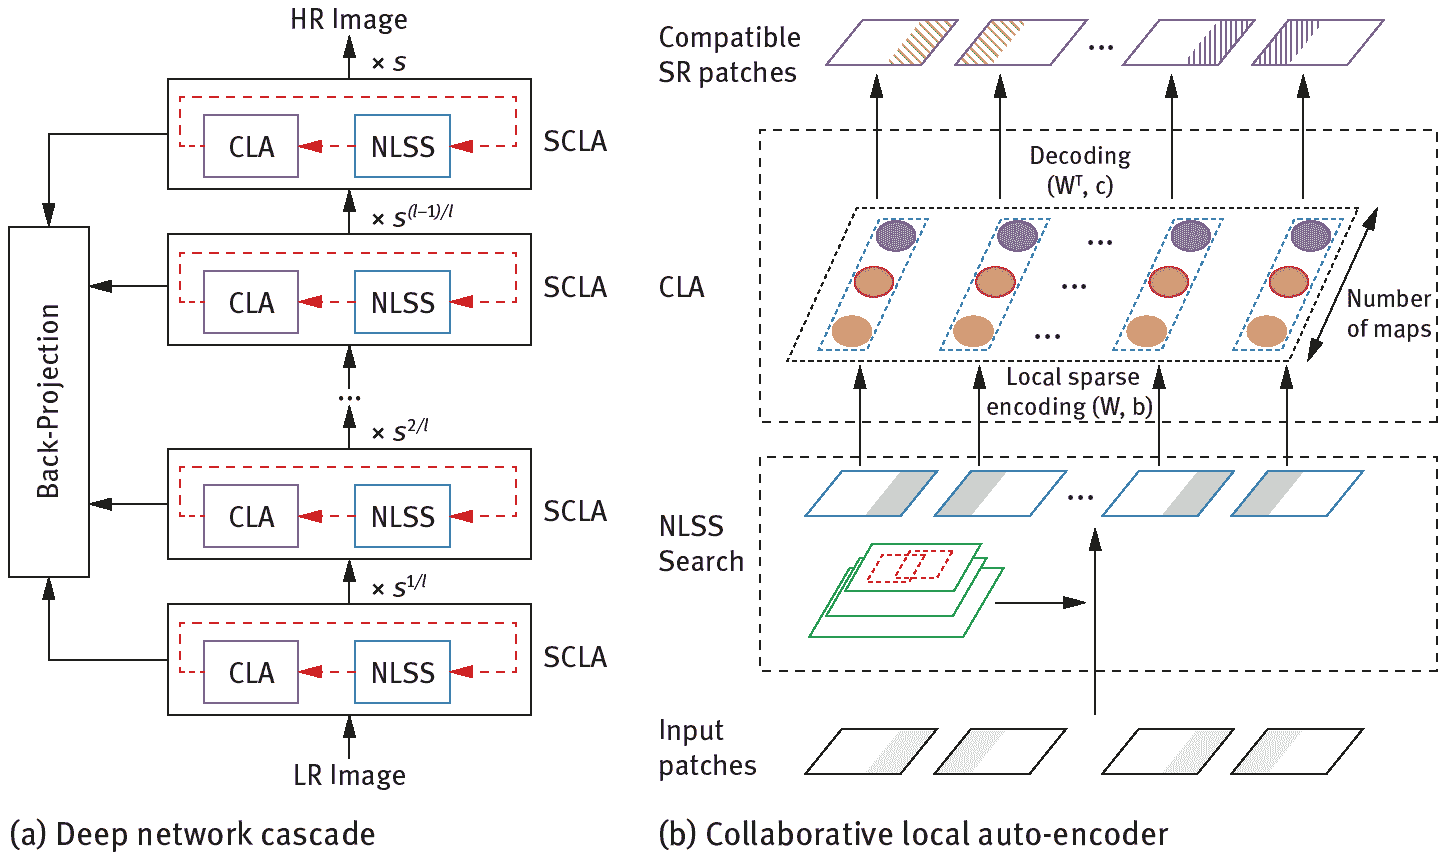 HR Image
× s
CLA
NLSS
SCLA
× s^(l–1)/l
CLA
NLSS
SCLA
...
× s^2/l
CLA
NLSS
SCLA
× s^1/l
CLA
NLSS
SCLA
LR Image
Back-Projection
(a) Deep network cascade
Compatible
SR patches
...
Decoding
(W^T, c)
CLA
...
...
...
Number
of maps
Local sparse
encoding (W, b)
NLSS
Search
...
Input
patches
(b) Collaborative local auto-encoder